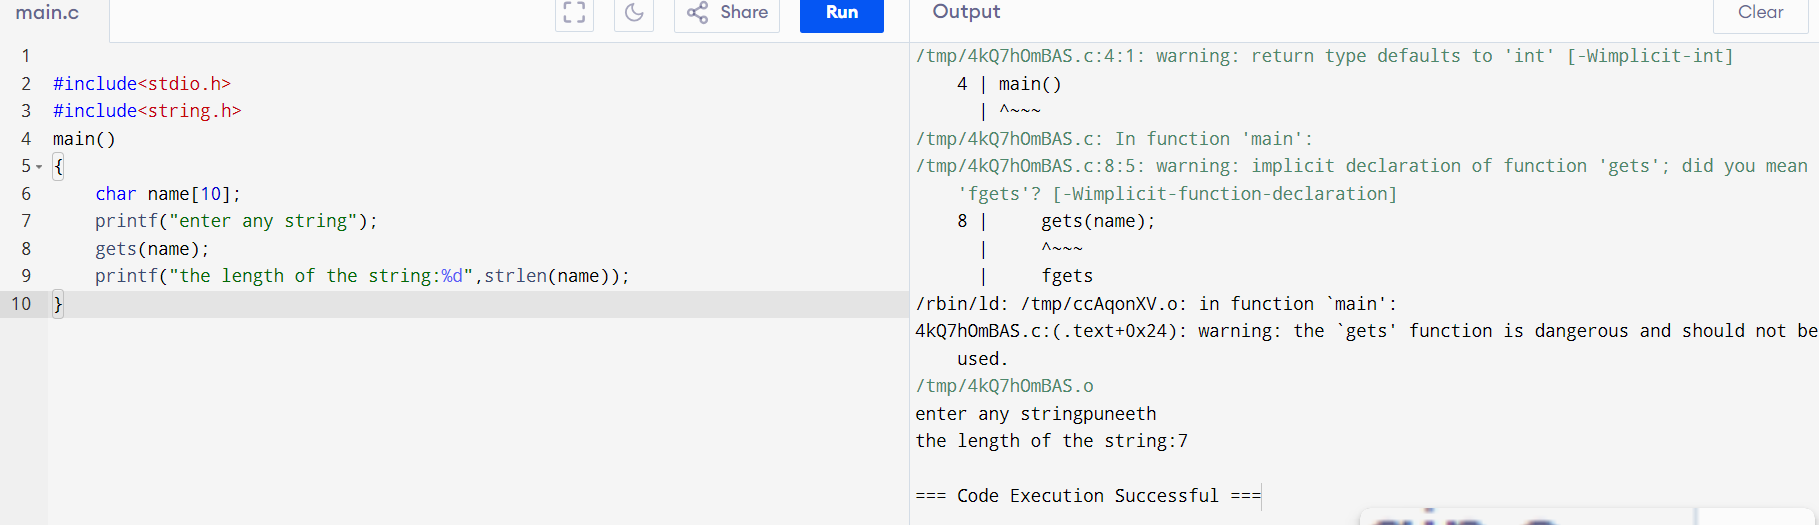 main.c
Share
Run
1
2 #include<stdio.h>
3 #include<string.h>
4 main()
5 {
6     char name[10];
7     printf("enter any string");
8     gets(name);
9     printf("the length of the string:%d",strlen(name));
10 }
Output
Clear
/tmp/4kQ7hOmBAS.c:4:1: warning: return type defaults to 'int' [-Wimplicit-int]
    4 | main()
      | ^~~~
/tmp/4kQ7hOmBAS.c: In function 'main':
/tmp/4kQ7hOmBAS.c:8:5: warning: implicit declaration of function 'gets'; did you mean
    'fgets'? [-Wimplicit-function-declaration]
    8 |     gets(name);
      |     ^~~~
      |     fgets
/rbin/ld: /tmp/ccAqonXV.o: in function `main':
4kQ7hOmBAS.c:(.text+0x24): warning: the `gets' function is dangerous and should not be
    used.
/tmp/4kQ7hOmBAS.o
enter any stringpuneeth
the length of the string:7
=== Code Execution Successful ===